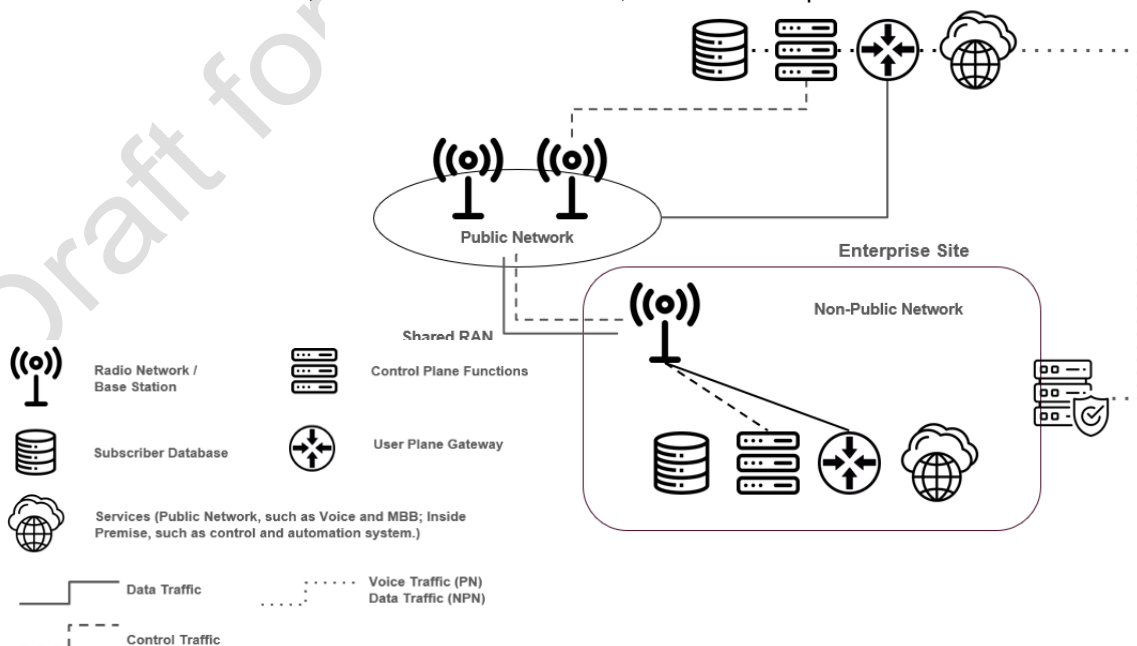 Draft for
Public Network
Enterprise Site
Non-Public Network
Shared RAN
Radio Network /
Base Station
Control Plane Functions
Subscriber Database
User Plane Gateway
Services (Public Network, such as Voice and MBB; Inside
Premise, such as control and automation system.)
Data Traffic
Voice Traffic (PN)
Data Traffic (NPN)
Control Traffic